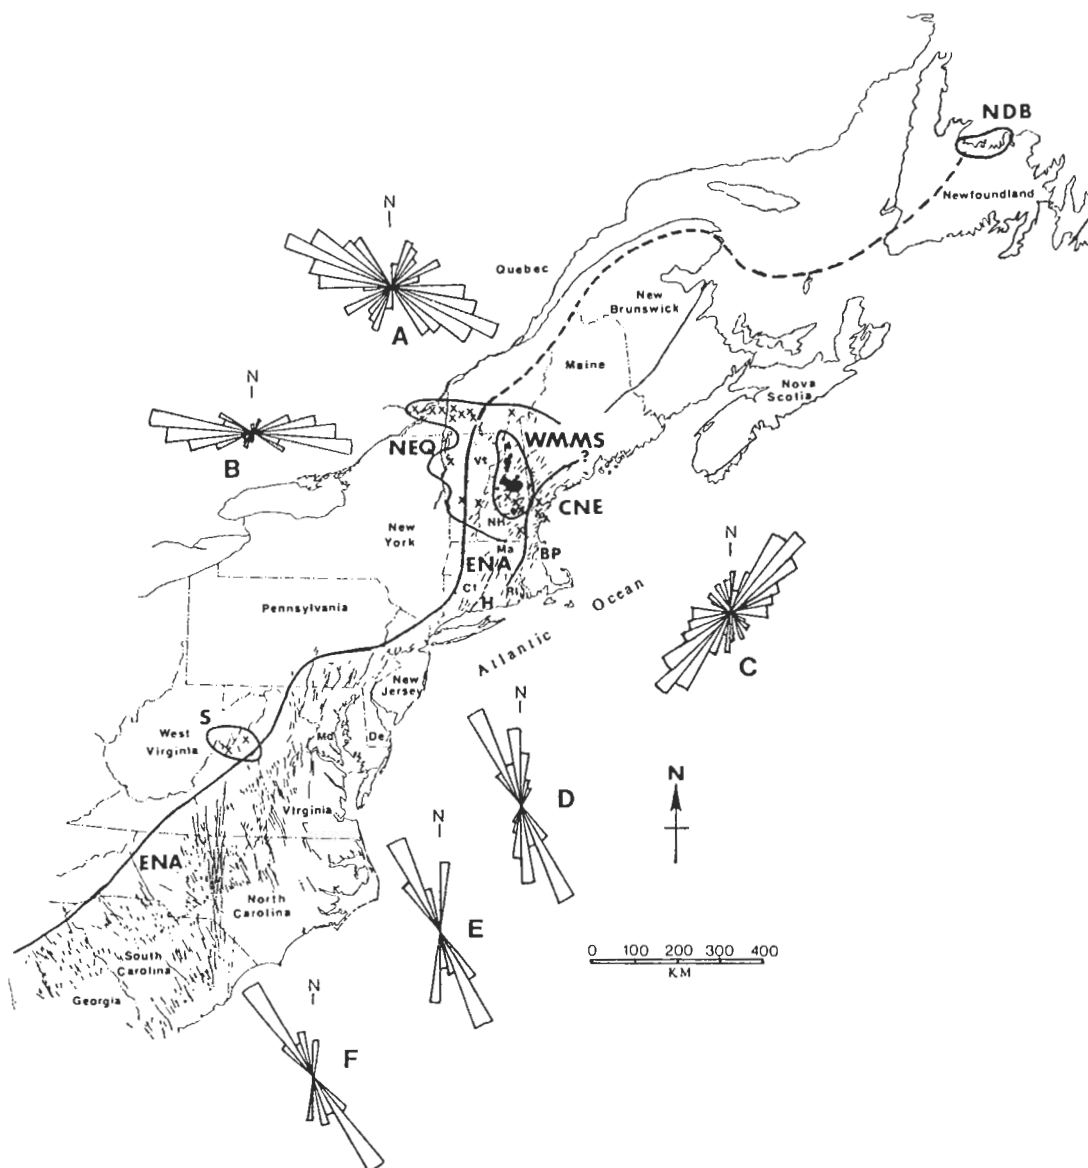 NDB
Newfoundland
N
A
Quebec
New
Brunswick
Maine
Nova
Scotia
N
B
NEQ
WMMS
?
Vt
CNE
NH
New
York
Ma
BP
ENA
Ct
RI
H
Pennsylvania
Atlantic Ocean
N
C
New
Jersey
S
West
Virginia
Md
De
N
D
N
Virginia
N
E
ENA
North
Carolina
South
Carolina
Georgia
0 100 200 300 400
KM
N
F